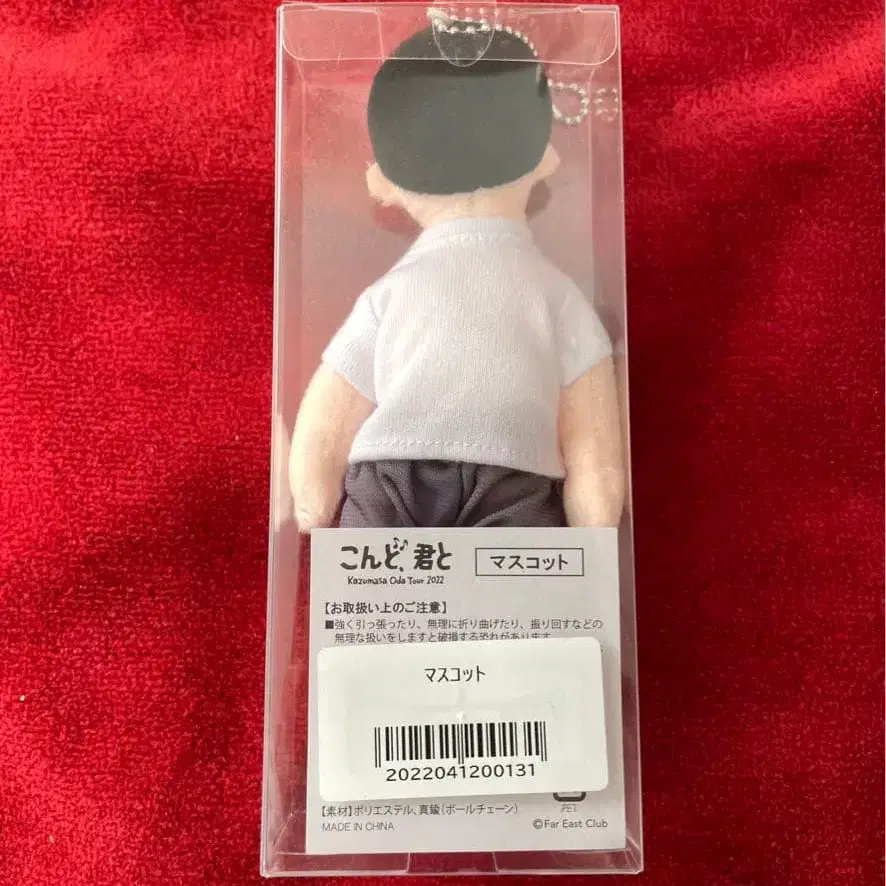 こんど、君と
マスコット
Kazumasa Oda Tour 2022
【お取扱い上のご注意】
■強く引っ張ったり、無理に折り曲げたり、振り回すなどの
無理な扱いをしますと破損する恐れがあります。
マスコット
2022041200131
【素材】ポリエステル、真鍮(ボールチェーン)
PET
MADE IN CHINA
©Far East Club